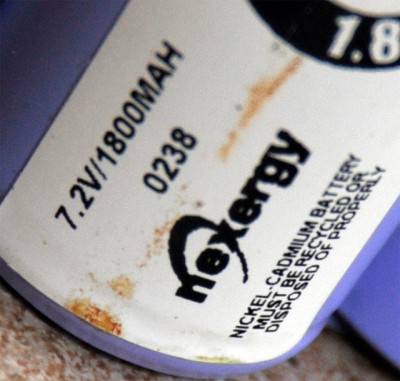 1.8
7.2V/1800MAH
0238
nexergy
NICKEL-CADMIUM BATTERY
MUST BE RECYCLED OR
DISPOSED OF PROPERLY